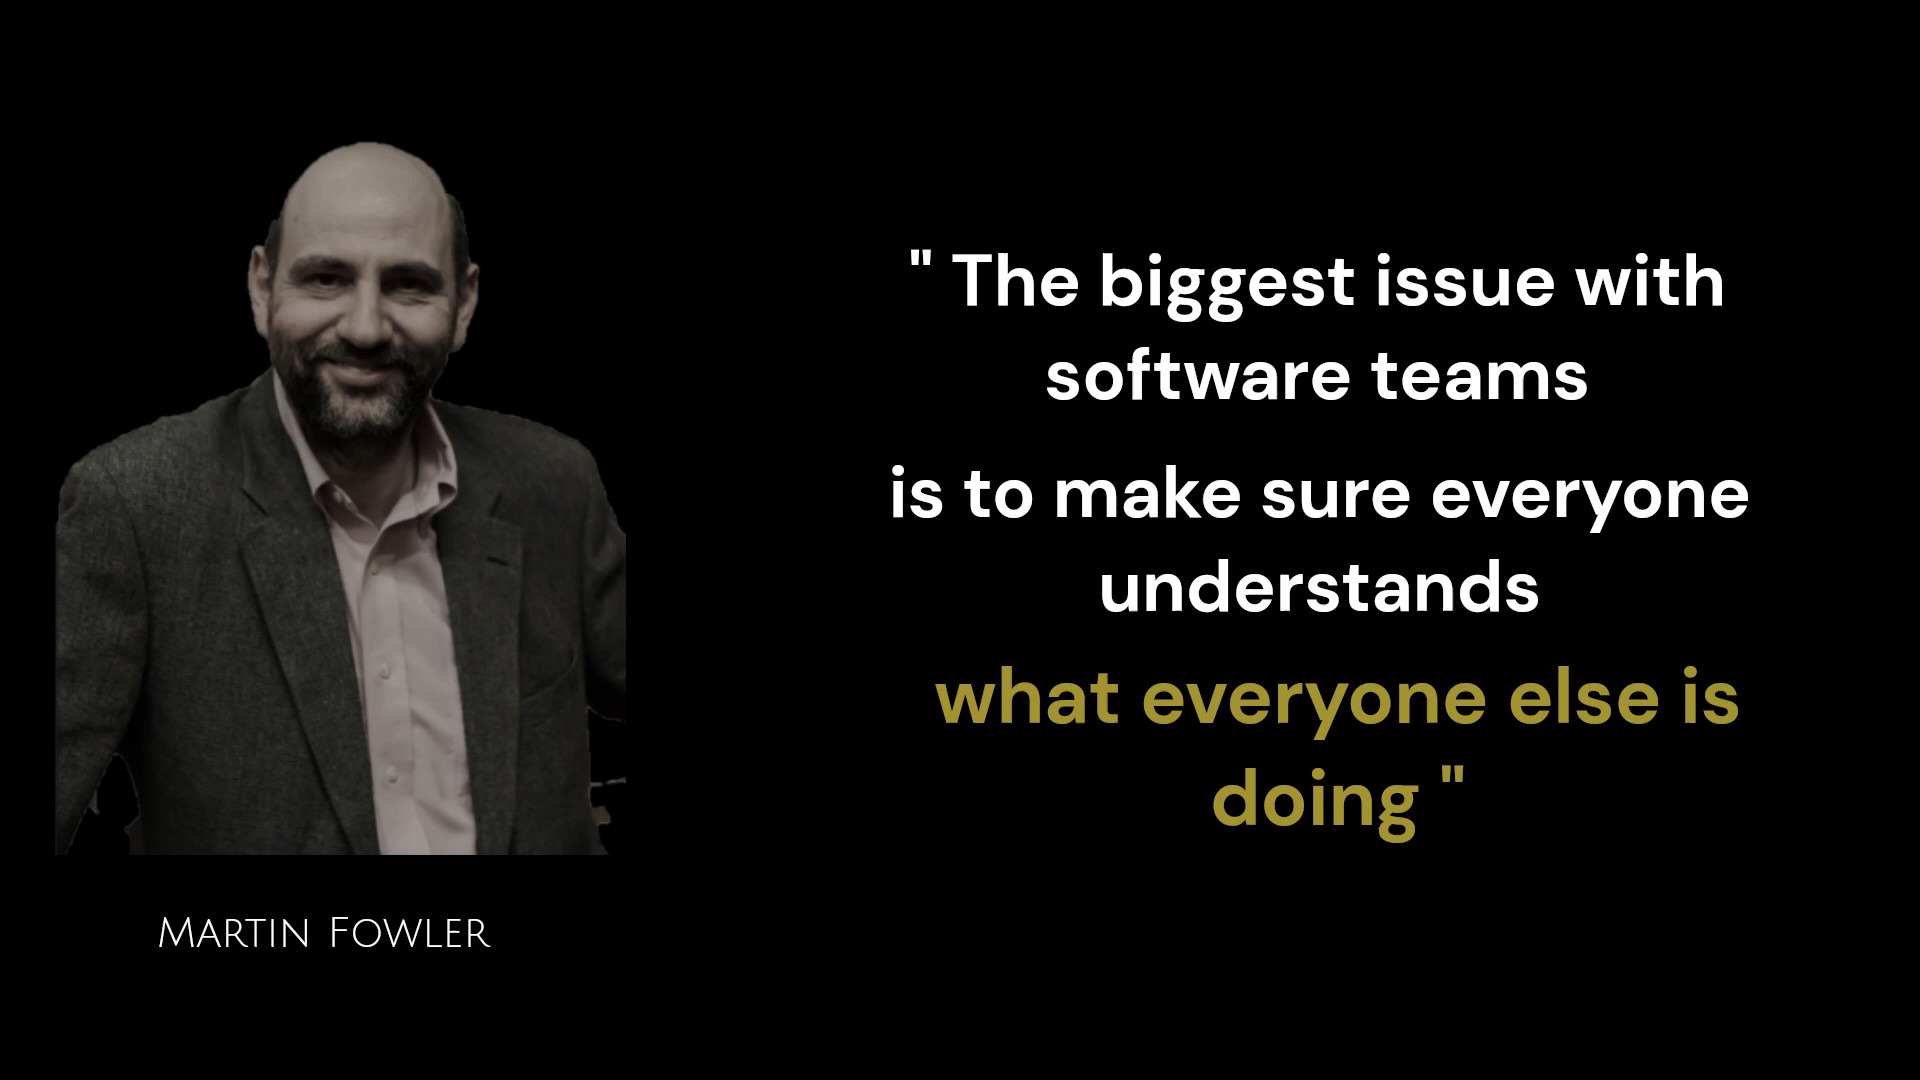 " The biggest issue with
software teams
is to make sure everyone
understands
what everyone else is
doing "
Martin Fowler